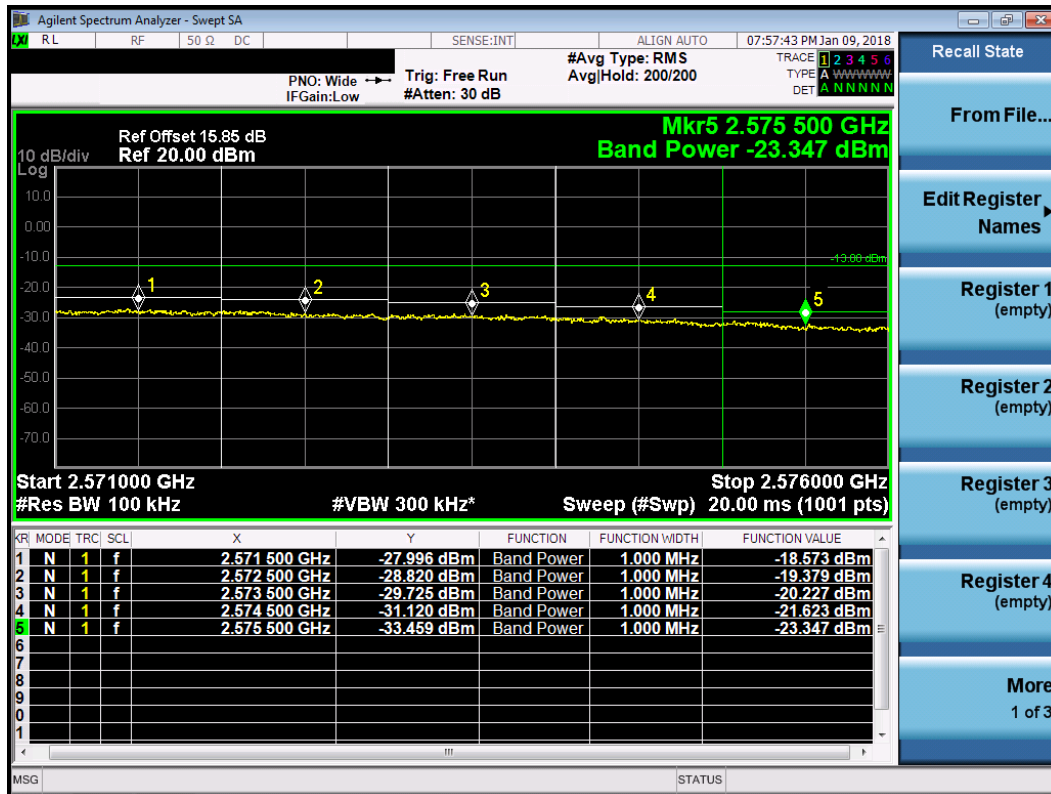 Agilent Spectrum Analyzer - Swept SA
LXI RL RF 50 Ω DC SENSE:INT ALIGN AUTO 07:57:43 PM Jan 09, 2018
PNO: Wide Trig: Free Run #Avg Type: RMS TRACE 1 2 3 4 5 6
IFGain:Low #Atten: 30 dB Avg|Hold: 200/200 TYPE A WWWWW
DET A N N N N N
Mkr5 2.575 500 GHz
Band Power -23.347 dBm
Ref Offset 15.85 dB
10 dB/div Ref 20.00 dBm
Log
10.0
0.00
-10.0
-13.00 dBm
-20.0
1 2 3 4 5
-30.0
-40.0
-50.0
-60.0
-70.0
Start 2.571000 GHz Stop 2.576000 GHz
#Res BW 100 kHz #VBW 300 kHz* Sweep (#Swp) 20.00 ms (1001 pts)
KR MODE TRC SCL X Y FUNCTION FUNCTION WIDTH FUNCTION VALUE
1 N 1 f 2.571 500 GHz -27.996 dBm Band Power 1.000 MHz -18.573 dBm
2 N 1 f 2.572 500 GHz -28.820 dBm Band Power 1.000 MHz -19.379 dBm
3 N 1 f 2.573 500 GHz -29.725 dBm Band Power 1.000 MHz -20.227 dBm
4 N 1 f 2.574 500 GHz -31.120 dBm Band Power 1.000 MHz -21.623 dBm
5 N 1 f 2.575 500 GHz -33.459 dBm Band Power 1.000 MHz -23.347 dBm
6
7
8
9
0
1
MSG STATUS
Recall State
From File...
Edit Register
Names
Register 1
(empty)
Register 2
(empty)
Register 3
(empty)
Register 4
(empty)
More
1 of 3